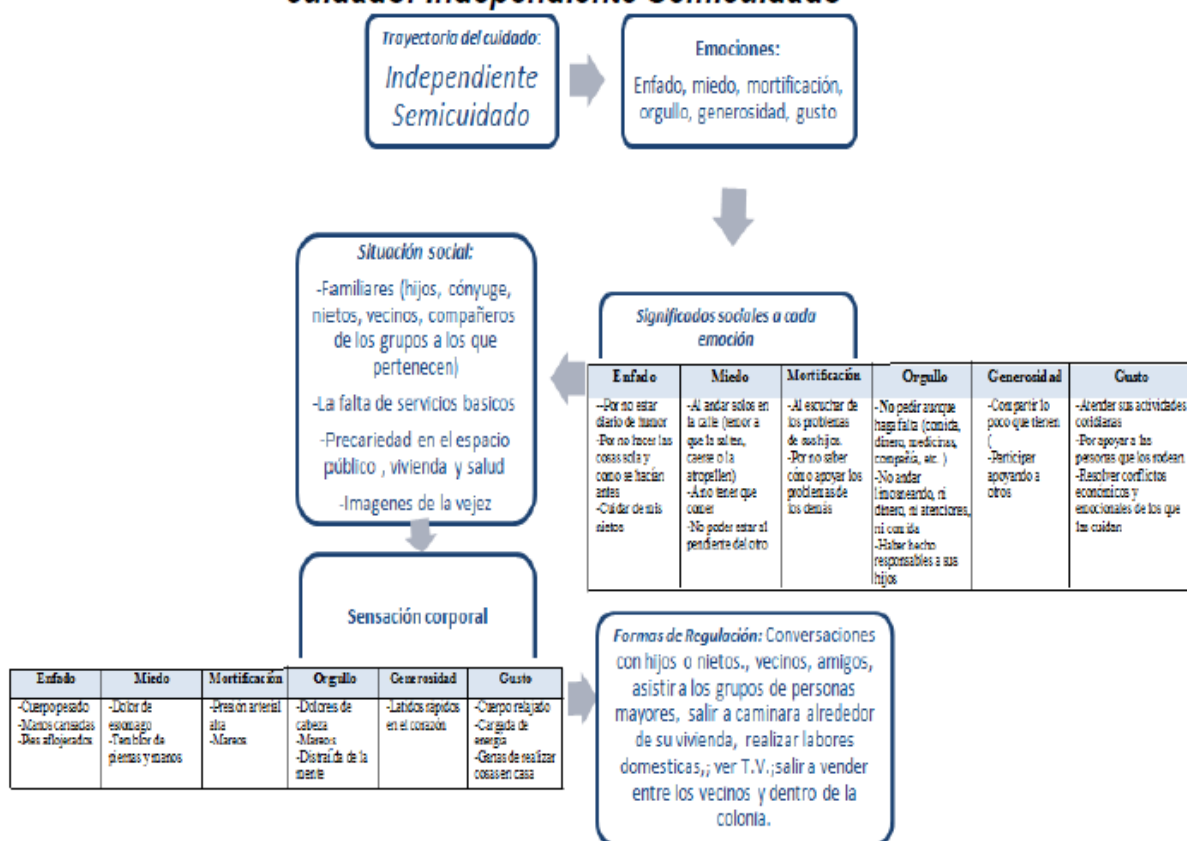 cuidado: Independiente Semicuidado
Trayectoria del cuidado:
Independiente
Semicuidado
Emociones:
Enfado, miedo, mortificación,
orgullo, generosidad, gusto
Significados sociales a cada
emoción
Enfado
--Por no estar
diario de humor
-Por no hacer las
cosas sola y
como se hacían
antes
-Cuidar de mis
nietos
Miedo
-Al andar solos en
la calle (temor a
que la salten,
caerse o la
atropellen)
-A no tener que
comer
-No poder estar al
pendiente del otro
Mortificación
-Al escuchar de
los problemas
de sus hijos.
-Por no saber
cómo apoyar los
problemas de
los demás
Orgullo
-No pedir aunque
haga falta (comida,
dinero, medicinas,
compañía, etc. )
-No andar
limosneando, ni
dinero, ni atenciones,
ni comida
-Haber hecho
responsables a sus
hijos
Generosidad
-Compartir lo
poco que tienen
(
-Participar
apoyando a
otros
Gusto
-Atender sus actividades
cotidianas
-Por apoyar a las
personas que los rodean
-Resolver conflictos
económicos y
emocionales de los que
las cuidan
Situación social:
-Familiares (hijos, cónyuge,
nietos, vecinos, compañeros
de los grupos a los que
pertenecen)
-La falta de servicios basicos
-Precariedad en el espacio
público , vivienda y salud
-Imagenes de la vejez
Sensación corporal
Enfado
-Cuerpo pesado
-Manos cansadas
-Pies aflojerados
Miedo
-Dolor de
estomago
-Temblor de
piernas y manos
Mortificación
-Presión arterial
alta
-Mareos
Orgullo
-Dolores de
cabeza
-Mareos
-Distraída de la
mente
Generosidad
-Latidos rápidos
en el corazón
Gusto
-Cuerpo relajado
-Cargada de
energía
-Ganas de realizar
cosas en casa
Formas de Regulación: Conversaciones
con hijos o nietos., vecinos, amigos,
asistir a los grupos de personas
mayores, salir a caminar a alrededor
de su vivienda, realizar labores
domesticas,; ver T.V.;salir a vender
entre los vecinos y dentro de la
colonia.